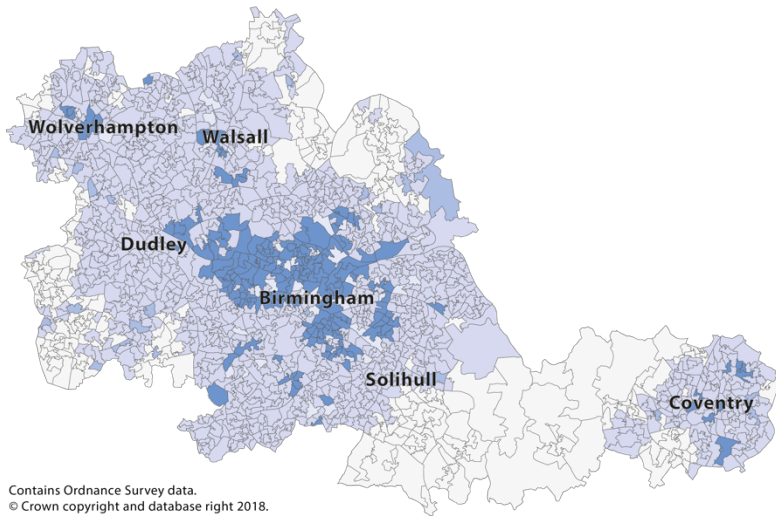 Wolverhampton
Walsall
Dudley
Birmingham
Solihull
Coventry
Contains Ordnance Survey data.
© Crown copyright and database right 2018.